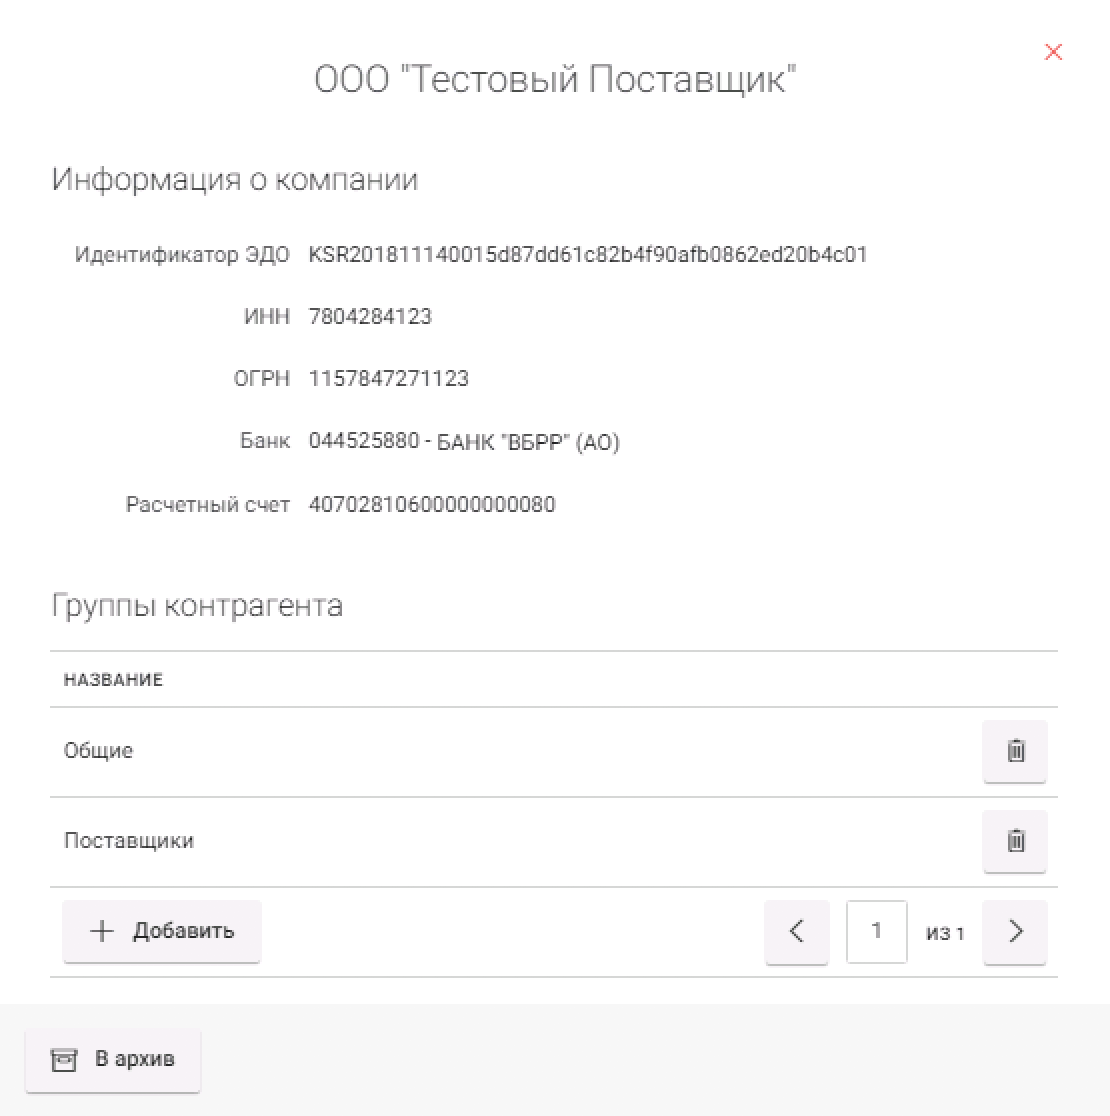 ООО "Тестовый Поставщик"
Информация о компании
Идентификатор ЭДО KSR201811140015d87dd61c82b4f90afb0862ed20b4c01
ИНН 7804284123
ОГРН 1157847271123
Банк 044525880 - БАНК "ВБРР" (АО)
Расчетный счет 40702810600000000080
Группы контрагента
НАЗВАНИЕ
Общие
Поставщики
Добавить 1 из 1
В архив